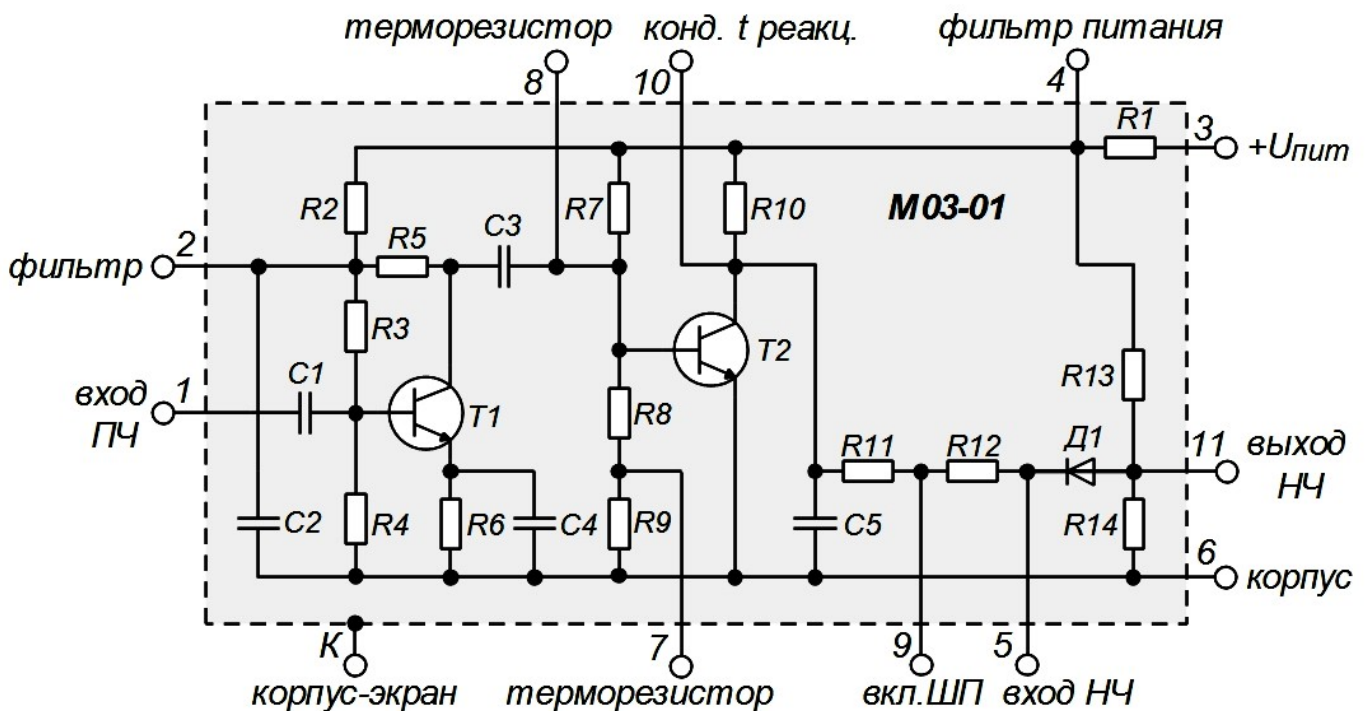 терморезистор
конд. t реакц.
фильтр питания
8
10
4
R1
3
+Uпит
R2
R7
R10
М03-01
R5
C3
2
фильтр
R3
T2
R13
C1
1
вход
ПЧ
T1
R8
R11
R12
Д1
11
выход
НЧ
C2
R4
R6
C4
R9
C5
R14
6
корпус
К
7
9
5
корпус-экран
терморезистор
вкл.ШП
вход НЧ